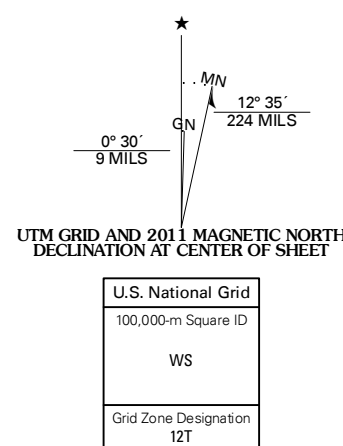 ★
MN
12° 35´
224 MILS
GN
0° 30´
9 MILS
UTM GRID AND 2011 MAGNETIC NORTH
DECLINATION AT CENTER OF SHEET
U.S. National Grid
100,000-m Square ID
WS
Grid Zone Designation
12T